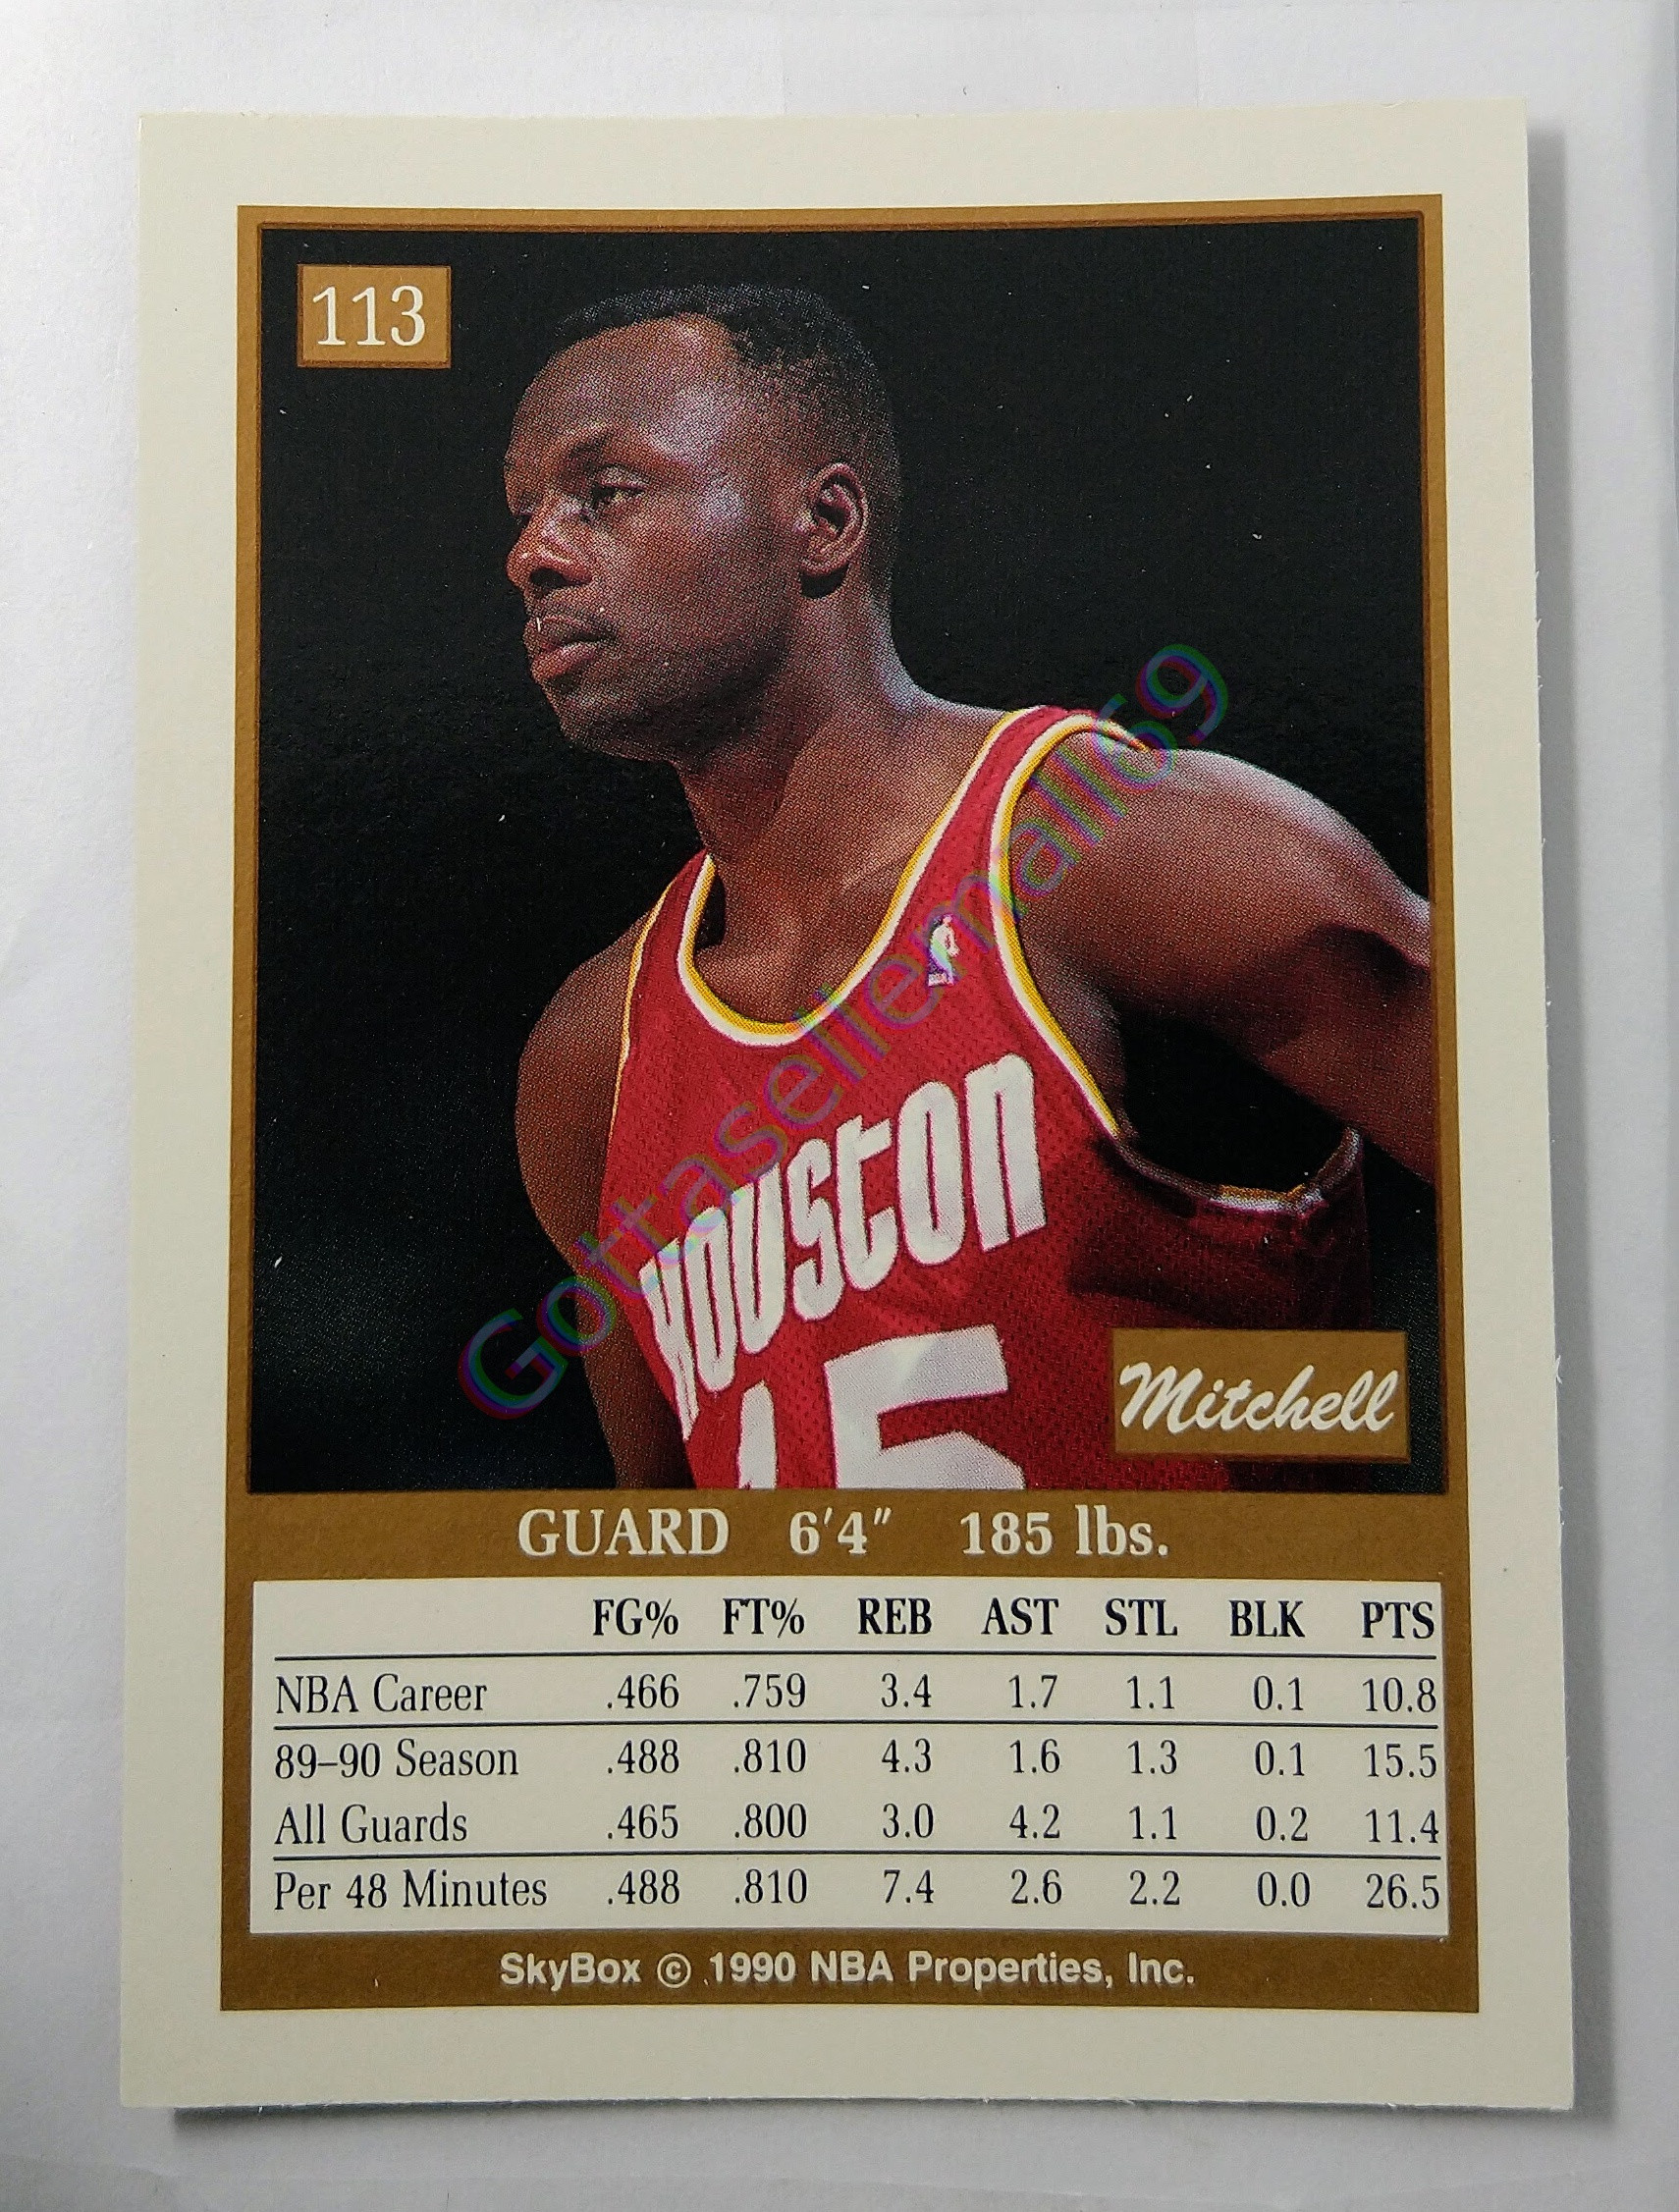 113
Gottasellemall69
NBA
HOUSTON
15
Mitchell
GUARD 6'4" 185 lbs.
FG% FT% REB AST STL BLK PTS
NBA Career .466 .759 3.4 1.7 1.1 0.1 10.8
89–90 Season .488 .810 4.3 1.6 1.3 0.1 15.5
All Guards .465 .800 3.0 4.2 1.1 0.2 11.4
Per 48 Minutes .488 .810 7.4 2.6 2.2 0.0 26.5
SkyBox © 1990 NBA Properties, Inc.